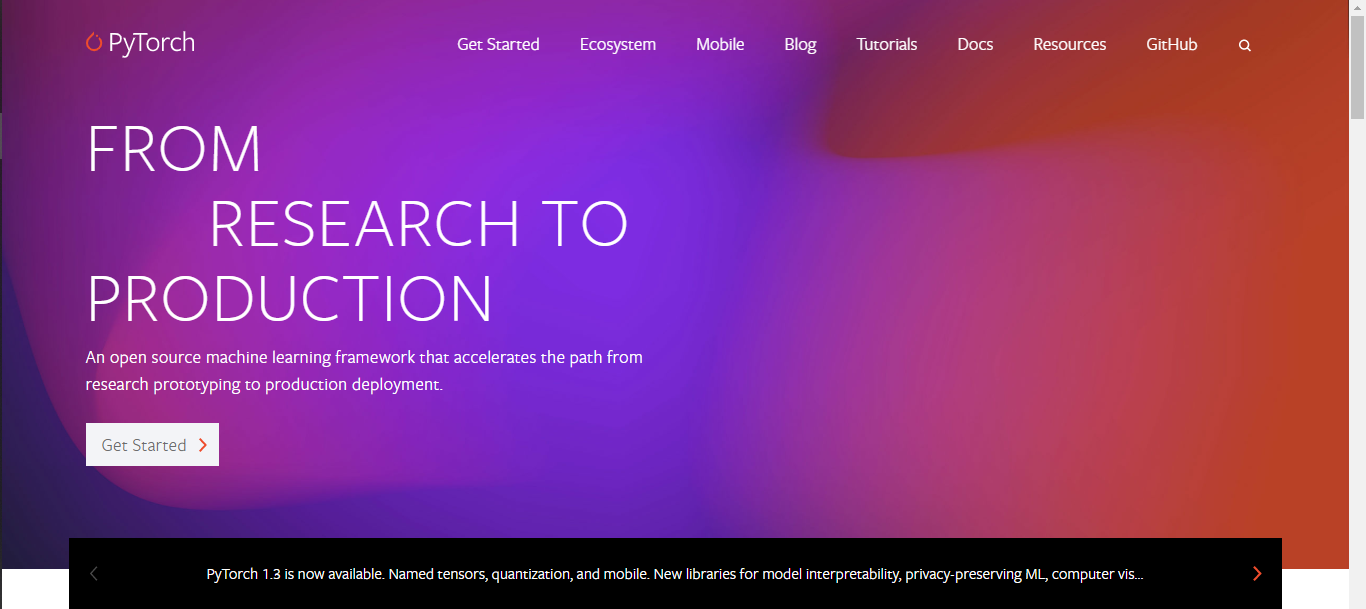 PyTorch
Get Started
Ecosystem
Mobile
Blog
Tutorials
Docs
Resources
GitHub
FROM
RESEARCH TO
PRODUCTION
An open source machine learning framework that accelerates the path from
research prototyping to production deployment.
Get Started
PyTorch 1.3 is now available. Named tensors, quantization, and mobile. New libraries for model interpretability, privacy-preserving ML, computer vis...